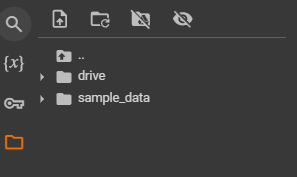 {x}
..
drive
sample_data